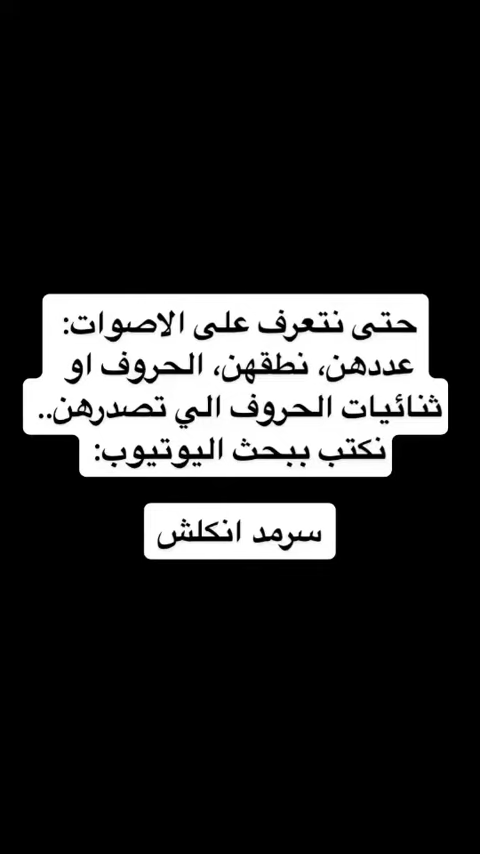 حتى نتعرف على الاصوات:
عددهن، نطقهن، الحروف او
ثنائيات الحروف الي تصدرهن..
نكتب ببحث اليوتيوب:
سرمد انكلش